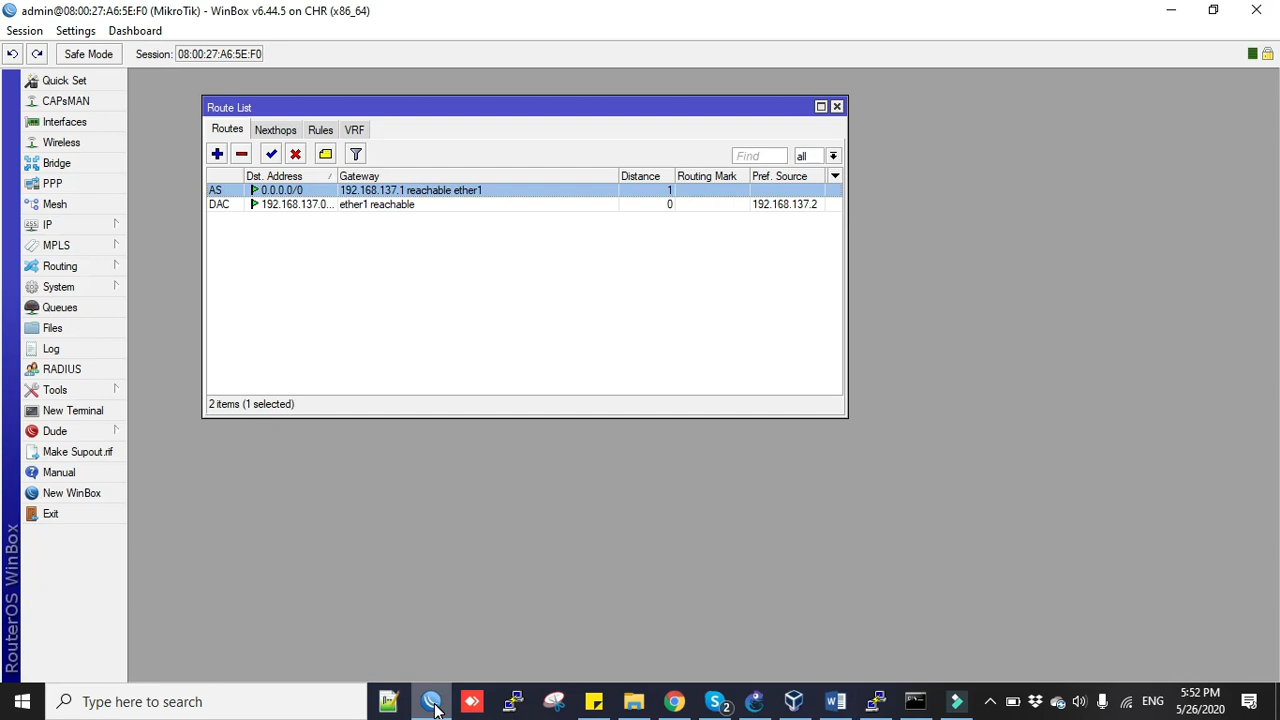 admin@08:00:27:A6:5E:F0 (MikroTik) - WinBox v6.44.5 on CHR (x86_64)
Session Settings Dashboard
Safe Mode Session: 08:00:27:A6:5E:F0
Quick Set
CAPsMAN
Interfaces
Wireless
Bridge
PPP
Mesh
IP
MPLS
Routing
System
Queues
Files
Log
RADIUS
Tools
New Terminal
Dude
Make Supout.rif
Manual
New WinBox
Exit
RouterOS WinBox
Route List
Routes Nexthops Rules VRF
Find all
Dst. Address / Gateway Distance Routing Mark Pref. Source
AS 0.0.0.0/0 192.168.137.1 reachable ether1 1
DAC 192.168.137.0... ether1 reachable 0 192.168.137.2
2 items (1 selected)
Type here to search
2
ENG
5:52 PM
5/26/2020